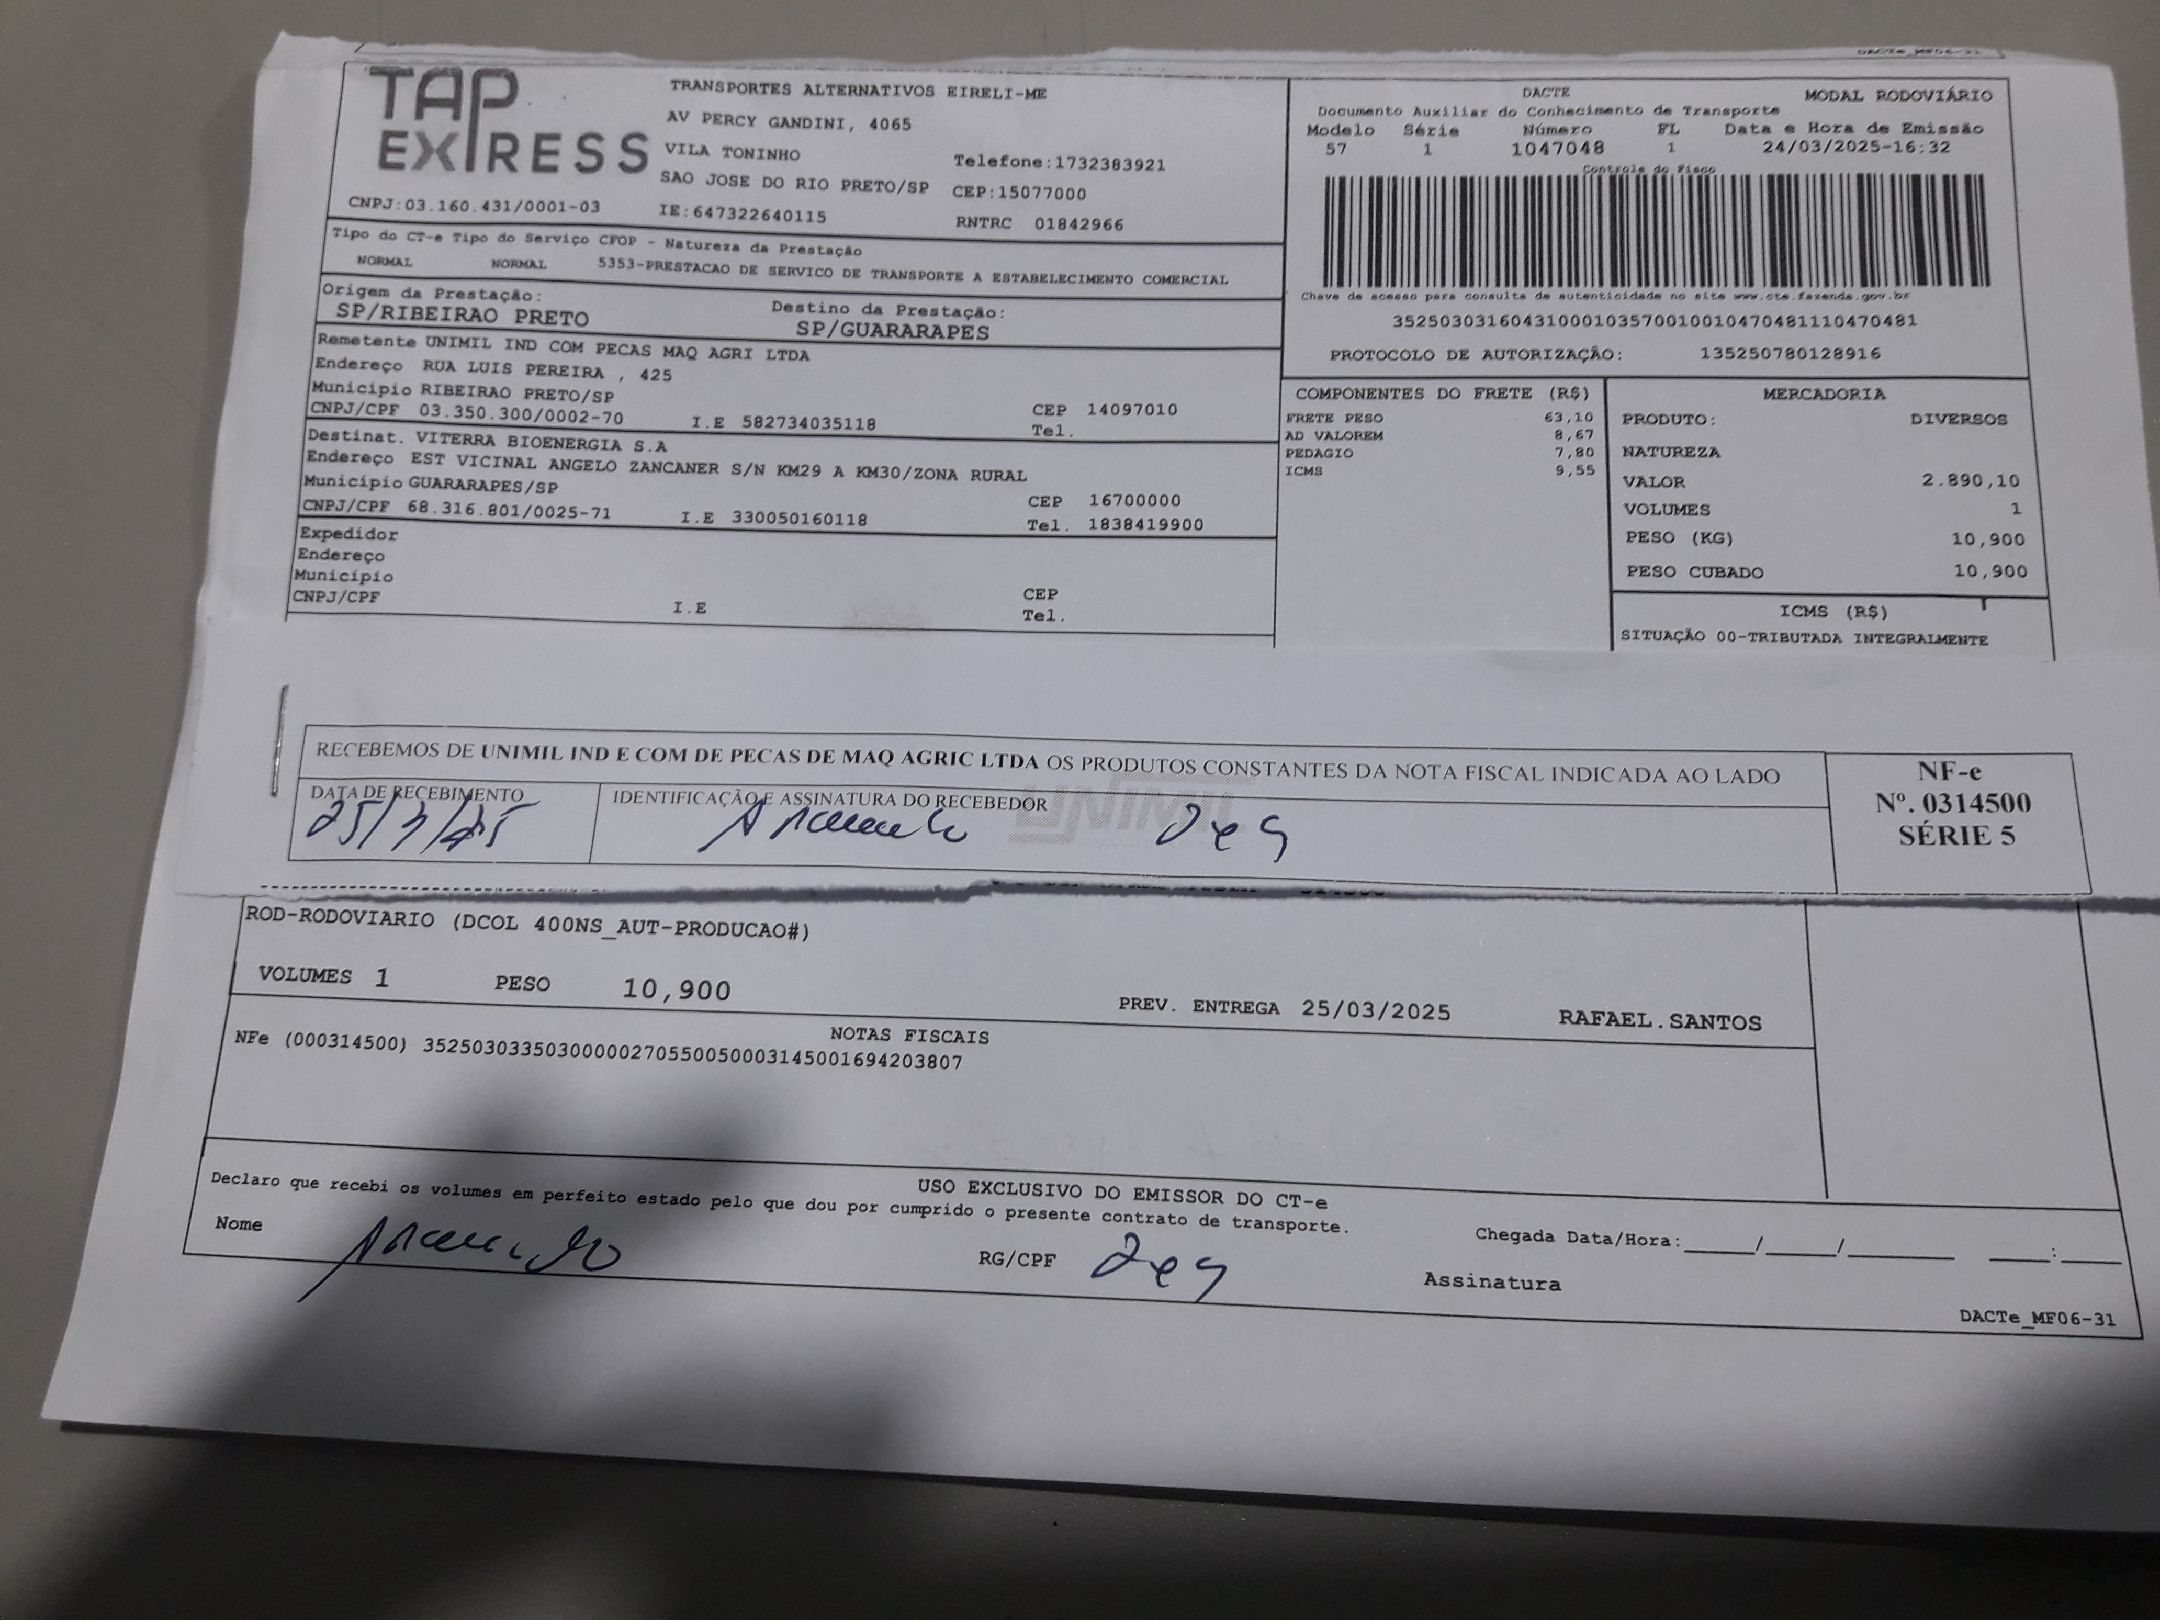 TAP EXPRESS
TRANSPORTES ALTERNATIVOS EIRELI-ME
AV PERCY GANDINI, 4065
VILA TONINHO Telefone:1732383921
SAO JOSE DO RIO PRETO/SP CEP:15077000
CNPJ:03.160.431/0001-03 IE:647322640115 RNTRC 01842966
Tipo do CT-e Tipo do Serviço CFOP - Natureza da Prestação
NORMAL NORMAL 5353-PRESTACAO DE SERVICO DE TRANSPORTE A ESTABELECIMENTO COMERCIAL
Origem da Prestação: Destino da Prestação:
SP/RIBEIRAO PRETO SP/GUARARAPES
Remetente UNIMIL IND COM PECAS MAQ AGRI LTDA
Endereço RUA LUIS PEREIRA , 425
Município RIBEIRAO PRETO/SP CEP 14097010
CNPJ/CPF 03.350.300/0002-70 I.E 582734035118 Tel.
Destinat. VITERRA BIOENERGIA S.A
Endereço EST VICINAL ANGELO ZANCANER S/N KM29 A KM30/ZONA RURAL
Município GUARARAPES/SP CEP 16700000
CNPJ/CPF 68.316.801/0025-71 I.E 330050160118 Tel. 1838419900
Expedidor
Endereço
Município CEP
CNPJ/CPF I.E Tel.
DACTe_MF06-31
DACTE MODAL RODOVIÁRIO
Documento Auxiliar do Conhecimento de Transporte
Modelo Série Número FL Data e Hora de Emissão
57 1 1047048 1 24/03/2025-16:32
Controle do Fisco
Chave de acesso para consulta de autenticidade no site www.cte.fazenda.gov.br
35250303160431000103570010010470481110470481
PROTOCOLO DE AUTORIZAÇÃO: 135250780128916
COMPONENTES DO FRETE (R$)
FRETE PESO 63,10
AD VALOREM 8,67
PEDAGIO 7,80
ICMS 9,55
MERCADORIA
PRODUTO: DIVERSOS
NATUREZA
VALOR 2.890,10
VOLUMES 1
PESO (KG) 10,900
PESO CUBADO 10,900
ICMS (R$)
SITUAÇÃO 00-TRIBUTADA INTEGRALMENTE
RECEBEMOS DE UNIMIL IND E COM DE PECAS DE MAQ AGRIC LTDA OS PRODUTOS CONSTANTES DA NOTA FISCAL INDICADA AO LADO
DATA DE RECEBIMENTO IDENTIFICAÇÃO E ASSINATURA DO RECEBEDOR
25/3/25
UNIMIL
NF-e
Nº. 0314500
SÉRIE 5
ROD-RODOVIARIO (DCOL 400NS_AUT-PRODUCAO#)
VOLUMES 1 PESO 10,900 PREV. ENTREGA 25/03/2025 RAFAEL.SANTOS
NOTAS FISCAIS
NFe (000314500) 35250303350300000270550050003145001694203807
USO EXCLUSIVO DO EMISSOR DO CT-e
Declaro que recebi os volumes em perfeito estado pelo que dou por cumprido o presente contrato de transporte.
Nome RG/CPF Chegada Data/Hora:_____/_____/_______ ____:____
Assinatura
DACTe_MF06-31